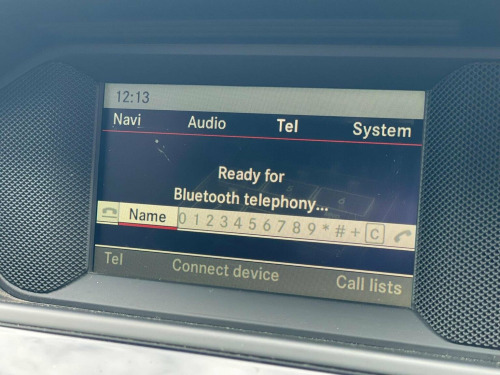 12:13
Navi Audio Tel System
Ready for
Bluetooth telephony...
Name 0 1 2 3 4 5 6 7 8 9 * # + C
Tel Connect device Call lists